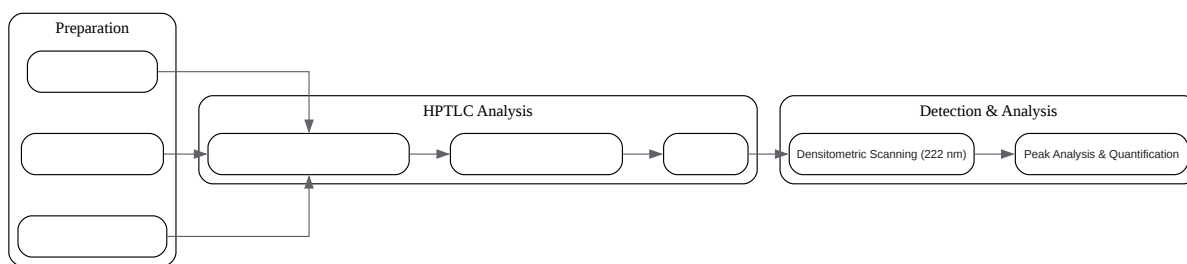 Preparation
HPTLC Analysis
Detection & Analysis
Densitometric Scanning (222 nm)
Peak Analysis & Quantification